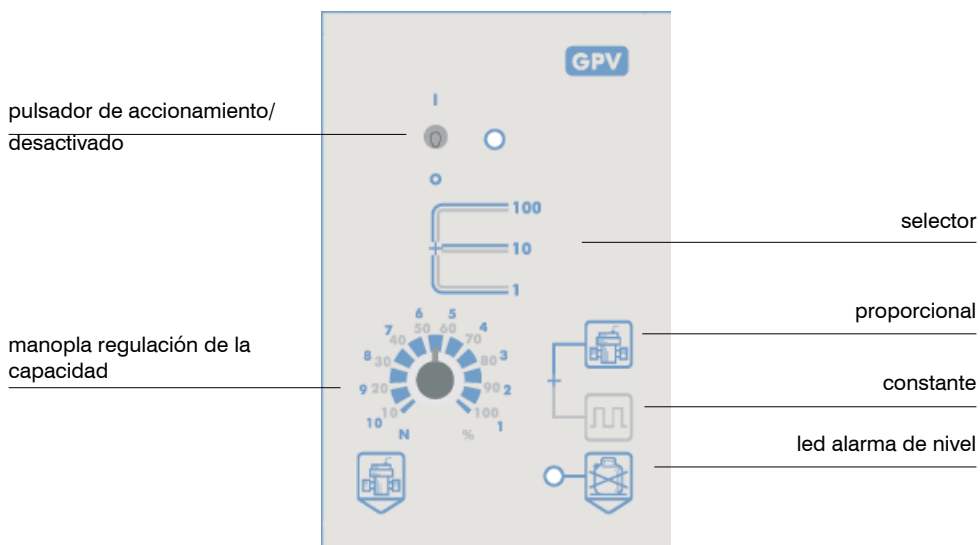 GPV
pulsador de accionamiento/
desactivado
I
100
10
1
selector
proporcional
constante
led alarma de nivel
manopla regulación de la
capacidad
6 5
7 50 60 4
40 70
8 30 80 3
9 20 90 2
10 10 100 1
N %